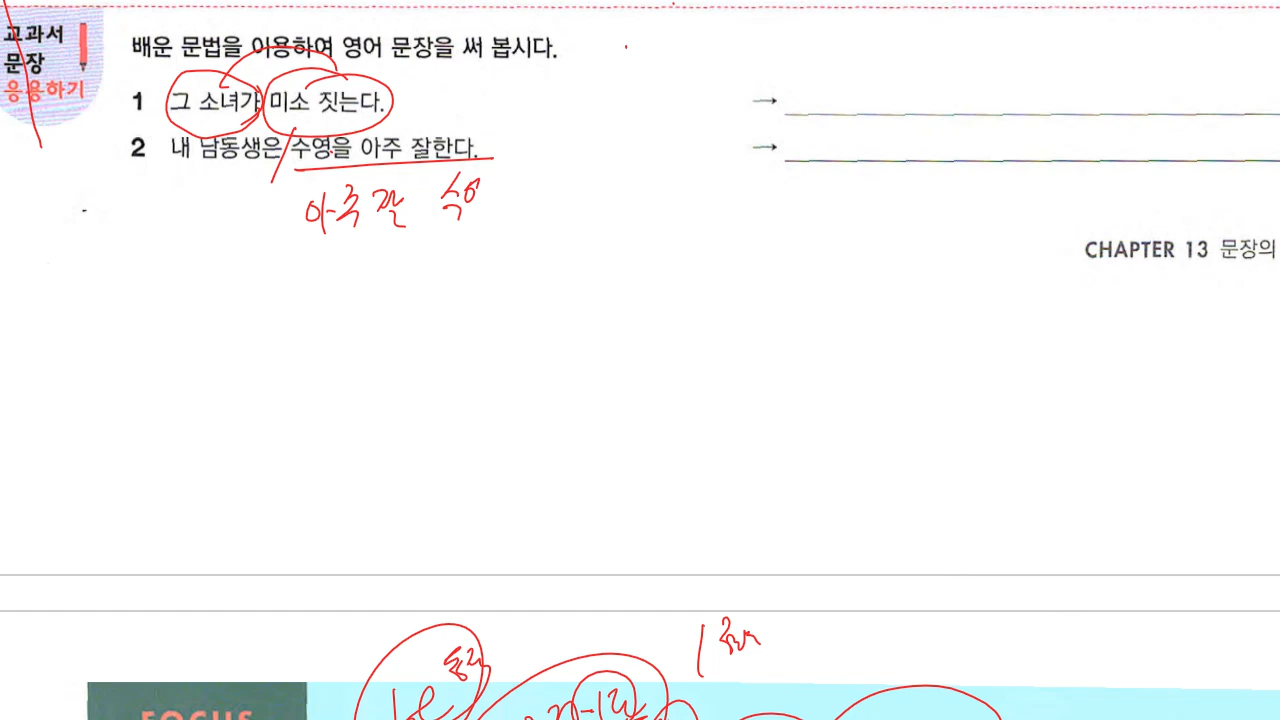 교과서
문장
응용하기
배운 문법을 이용하여 영어 문장을 써 봅시다.
1 그 소녀가 미소 짓는다. →
2 내 남동생은 수영을 아주 잘한다. →
아주 잘 수영
CHAPTER 13 문장의
FOCUS